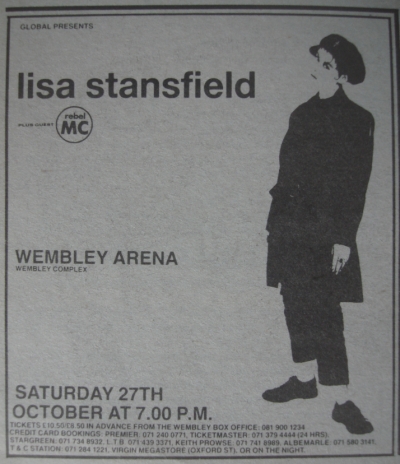 GLOBAL PRESENTS
lisa stansfield
PLUS GUEST rebel MC
WEMBLEY ARENA
WEMBLEY COMPLEX
SATURDAY 27TH
OCTOBER AT 7.00 P.M.
TICKETS £10.50/£8.50 IN ADVANCE FROM THE WEMBLEY BOX OFFICE: 081 900 1234
CREDIT CARD BOOKINGS: PREMIER: 071 240 0771, TICKETMASTER: 071 379 4444 (24 HRS).
STARGREEN: 071 734 8932. L.T.B. 071 439 3371, KEITH PROWSE: 071 741 8989. ALBEMARLE: 071 580 3141.
T & C STATION: 071 284 1221, VIRGIN MEGASTORE (OXFORD ST). OR ON THE NIGHT.